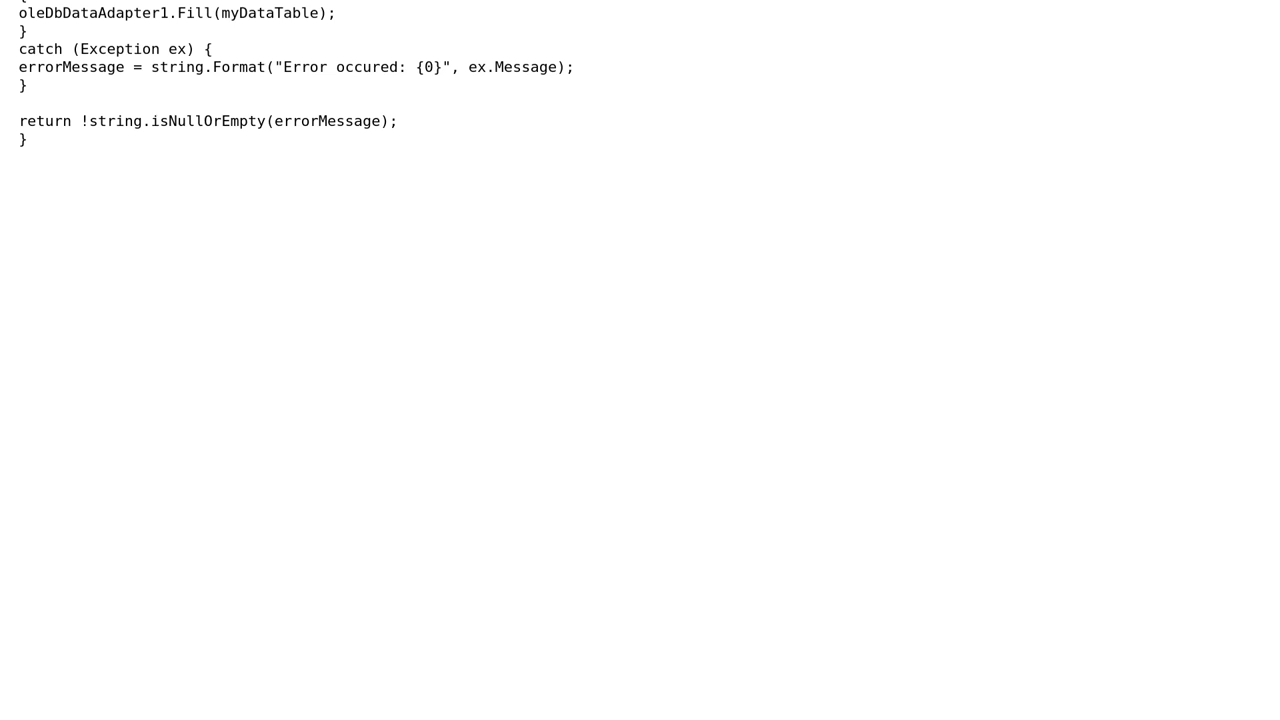 {
oleDbDataAdapter1.Fill(myDataTable);
}
catch (Exception ex) {
errorMessage = string.Format("Error occured: {0}", ex.Message);
}
return !string.isNullOrEmpty(errorMessage);
}